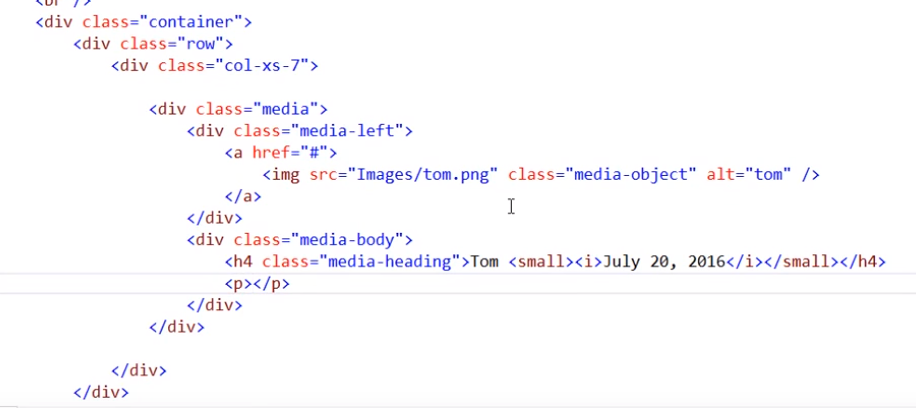 <br />
<div class="container">
<div class="row">
<div class="col-xs-7">
<div class="media">
<div class="media-left">
<a href="#">
<img src="Images/tom.png" class="media-object" alt="tom" />
</a>
</div>
<div class="media-body">
<h4 class="media-heading">Tom <small><i>July 20, 2016</i></small></h4>
<p></p>
</div>
</div>
</div>
</div>